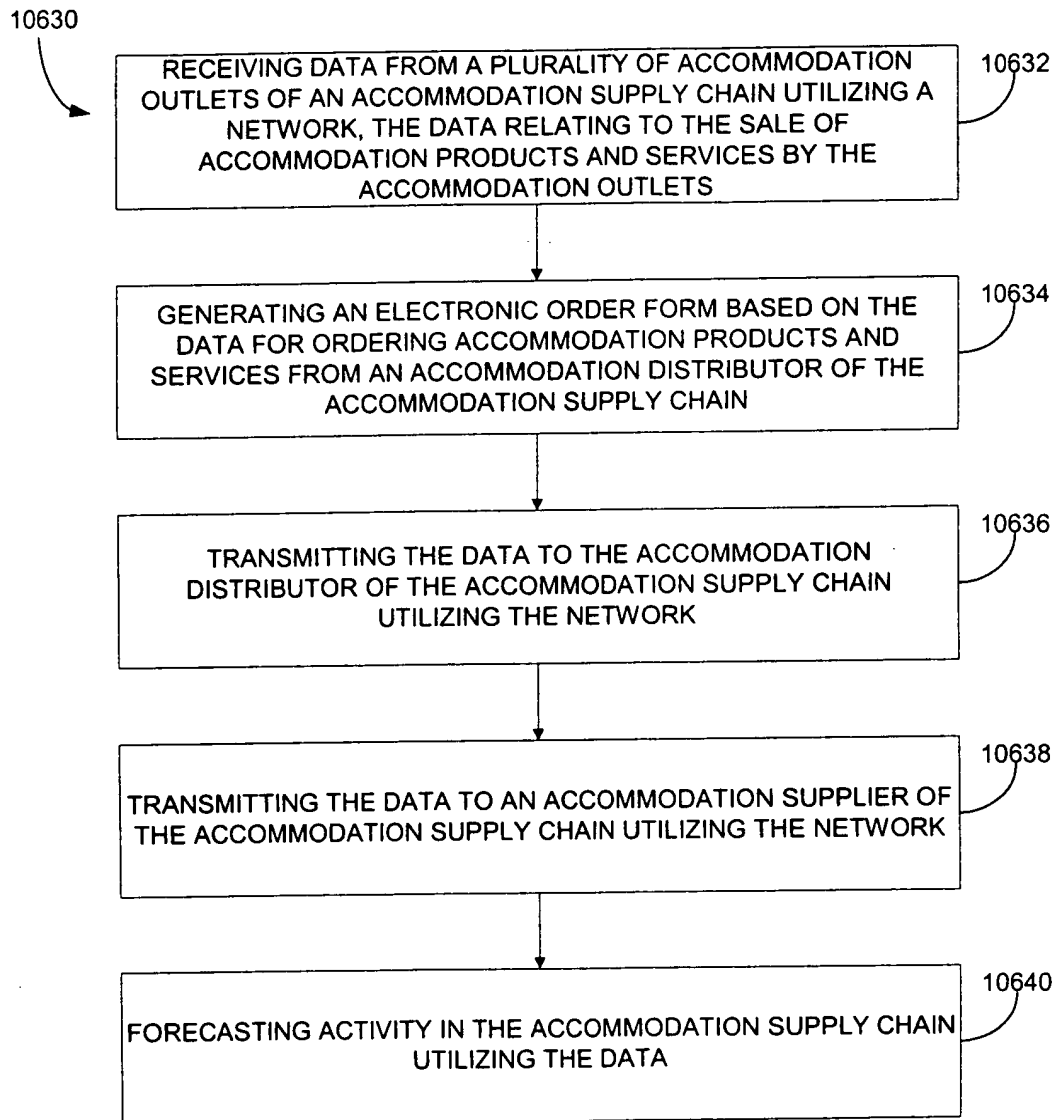 10630
RECEIVING DATA FROM A PLURALITY OF ACCOMMODATION
OUTLETS OF AN ACCOMMODATION SUPPLY CHAIN UTILIZING A
NETWORK, THE DATA RELATING TO THE SALE OF
ACCOMMODATION PRODUCTS AND SERVICES BY THE
ACCOMMODATION OUTLETS
10632
GENERATING AN ELECTRONIC ORDER FORM BASED ON THE
DATA FOR ORDERING ACCOMMODATION PRODUCTS AND
SERVICES FROM AN ACCOMMODATION DISTRIBUTOR OF THE
ACCOMMODATION SUPPLY CHAIN
10634
TRANSMITTING THE DATA TO THE ACCOMMODATION
DISTRIBUTOR OF THE ACCOMMODATION SUPPLY CHAIN
UTILIZING THE NETWORK
10636
TRANSMITTING THE DATA TO AN ACCOMMODATION SUPPLIER OF
THE ACCOMMODATION SUPPLY CHAIN UTILIZING THE NETWORK
10638
FORECASTING ACTIVITY IN THE ACCOMMODATION SUPPLY CHAIN
UTILIZING THE DATA
10640